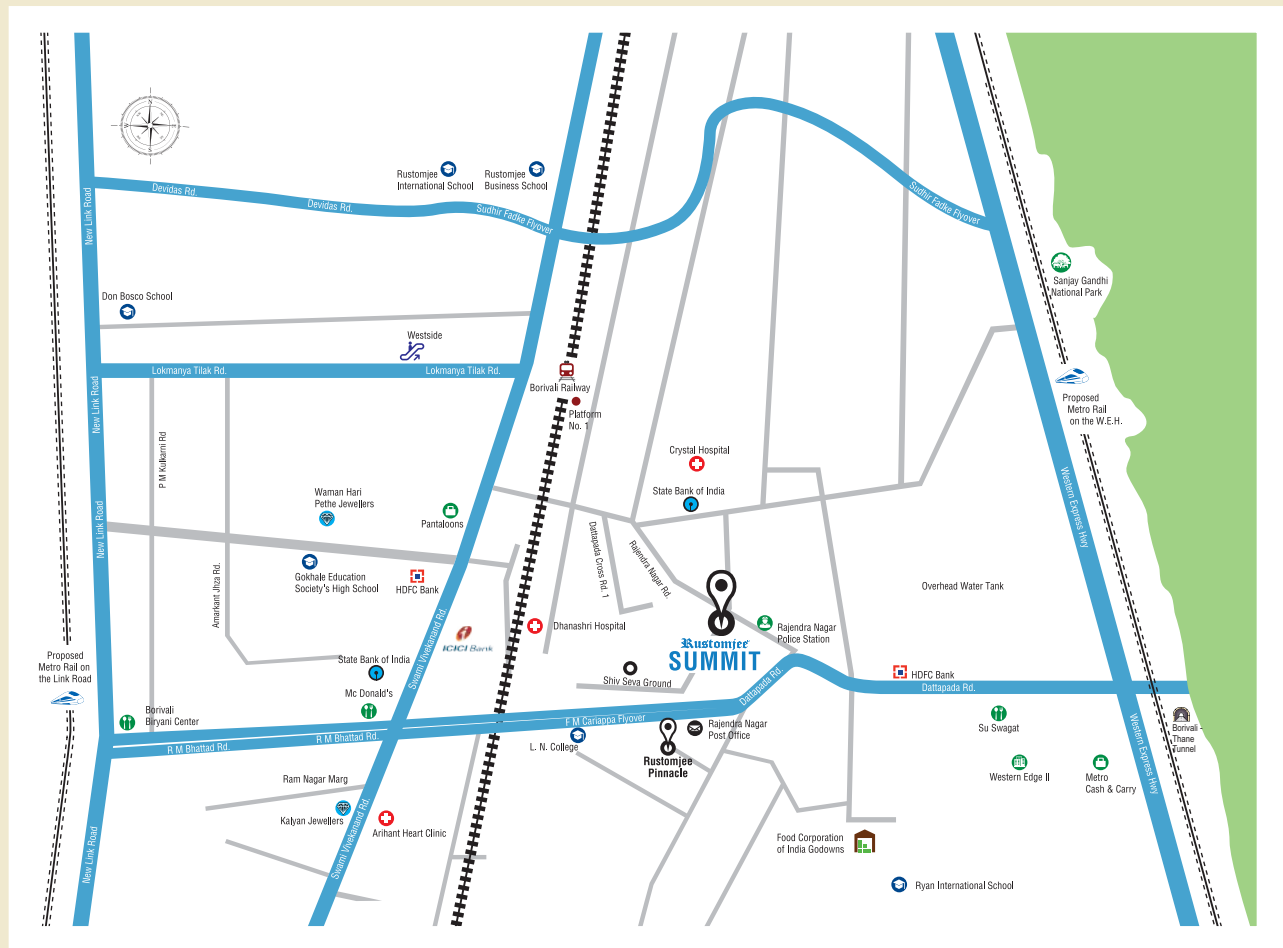 N
E
S
W
Rustomjee
International School
Rustomjee
Business School
Devidas Rd.
Devidas Rd.
Sudhir Fadke Flyover
Sudhir Fadke Flyover
New Link Road
Don Bosco School
Sanjay Gandhi
National Park
Westside
Lokmanya Tilak Rd.
Lokmanya Tilak Rd.
Borivali Railway
Platform
No. 1
Proposed
Metro Rail
on the W.E.H.
New Link Road
P M Kulkarni Rd
Crystal Hospital
State Bank of India
Waman Hari
Pethe Jewellers
Pantaloons
Western Express Hwy
New Link Road
Dattapada Cross Rd. 1
Rajendra Nagar Rd.
Gokhale Education
Society's High School
HDFC Bank
Amarkant Jhza Rd.
Overhead Water Tank
Swami Vivekanand Rd.
ICICI Bank
Dhanashri Hospital
Rajendra Nagar
Police Station
Rustomjee
SUMMIT
Proposed
Metro Rail on
the Link Road
State Bank of India
Shiv Seva Ground
HDFC Bank
Dattapada Rd.
Dattapada Rd.
Mc Donald's
Borivali
Biryani Center
F M Cariappa Flyover
R M Bhattad Rd.
R M Bhattad Rd.
L. N. College
Rajendra Nagar
Post Office
Su Swagat
Borivali -
Thane
Tunnel
Western Express Hwy
Rustomjee
Pinnacle
Ram Nagar Marg
Western Edge II
Metro
Cash & Carry
Kalyan Jewellers
Swami Vivekanand Rd.
Arihant Heart Clinic
New Link Road
Food Corporation
of India Godowns
Ryan International School